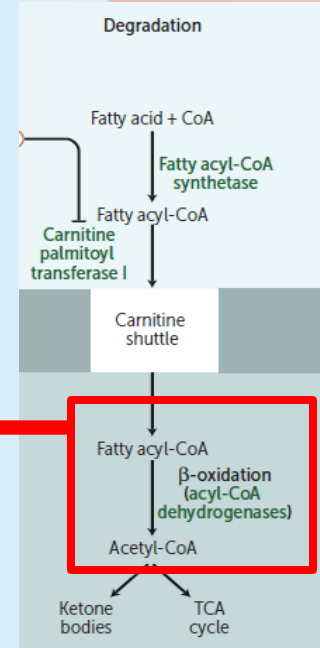 Degradation
Fatty acid + CoA
Fatty acyl-CoA
synthetase
Fatty acyl-CoA
Carnitine
palmitoyl
transferase I
Carnitine
shuttle
Fatty acyl-CoA
β-oxidation
(acyl-CoA
dehydrogenases)
Acetyl-CoA
Ketone
bodies
TCA
cycle